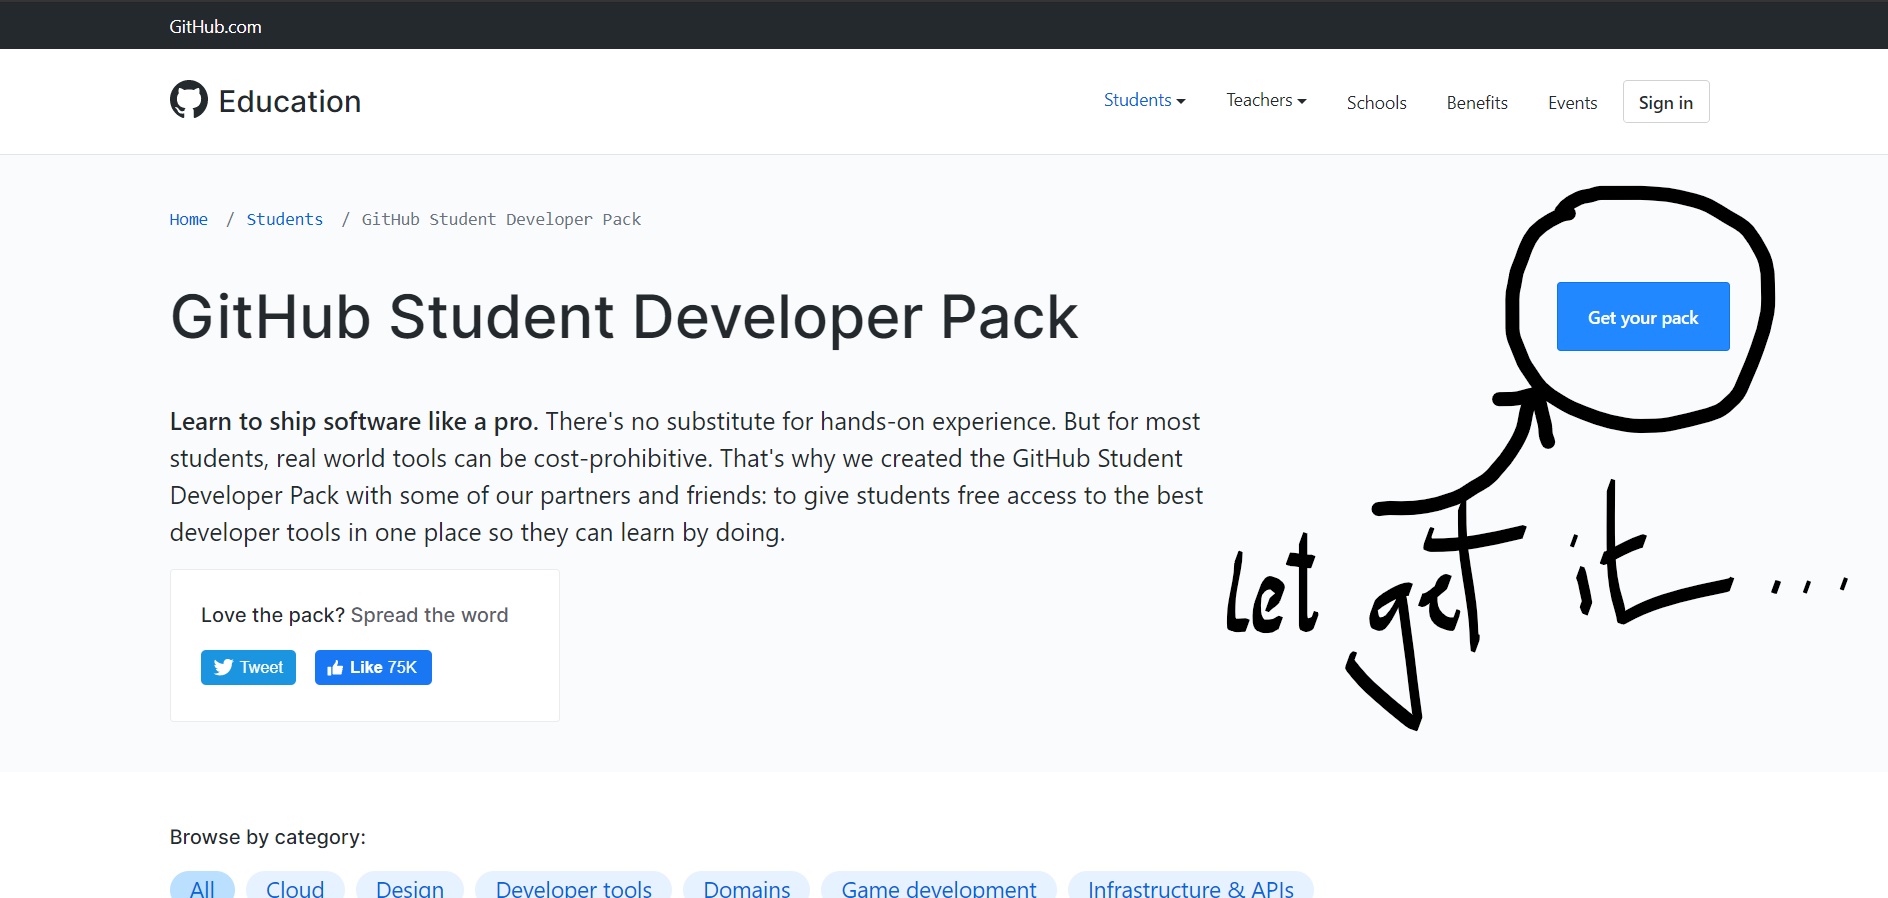 GitHub.com
Education
Students Teachers Schools Benefits Events Sign in
Home / Students / GitHub Student Developer Pack
GitHub Student Developer Pack
Get your pack
Learn to ship software like a pro. There's no substitute for hands-on experience. But for most
students, real world tools can be cost-prohibitive. That's why we created the GitHub Student
Developer Pack with some of our partners and friends: to give students free access to the best
developer tools in one place so they can learn by doing.
let get it ...
Love the pack? Spread the word
Tweet Like 75K
Browse by category:
All Cloud Design Developer tools Domains Game development Infrastructure & APIs